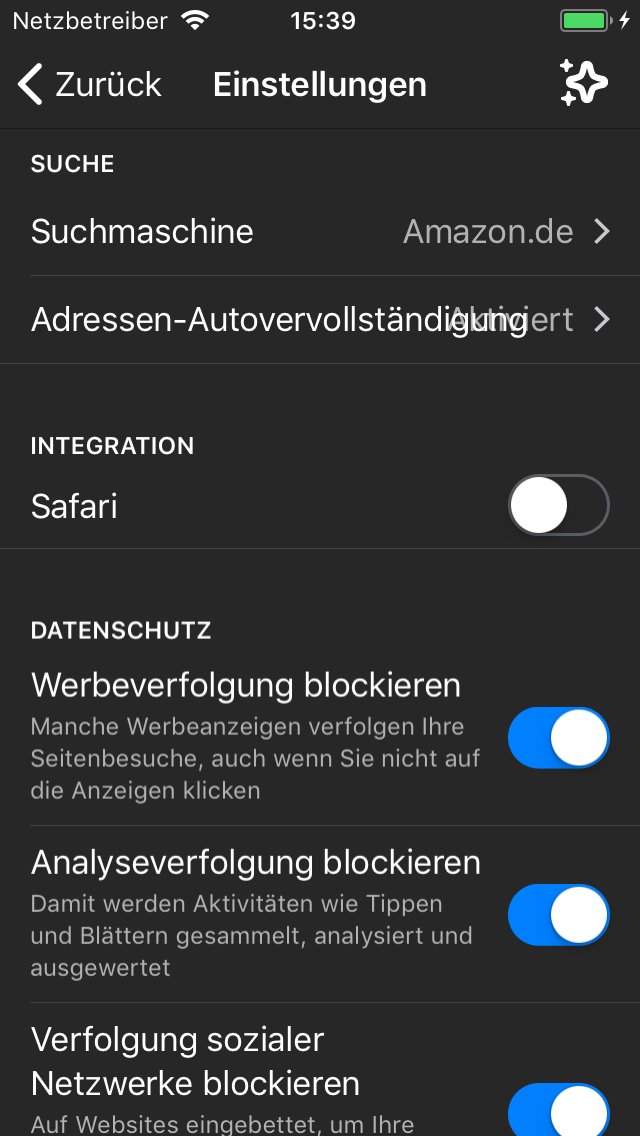 Netzbetreiber 15:39
Zurück Einstellungen
SUCHE
Suchmaschine Amazon.de
Adressen-Autovervollständigung Aktiviert
INTEGRATION
Safari
DATENSCHUTZ
Werbeverfolgung blockieren
Manche Werbeanzeigen verfolgen Ihre
Seitenbesuche, auch wenn Sie nicht auf
die Anzeigen klicken
Analyseverfolgung blockieren
Damit werden Aktivitäten wie Tippen
und Blättern gesammelt, analysiert und
ausgewertet
Verfolgung sozialer
Netzwerke blockieren
Auf Websites eingebettet, um Ihre